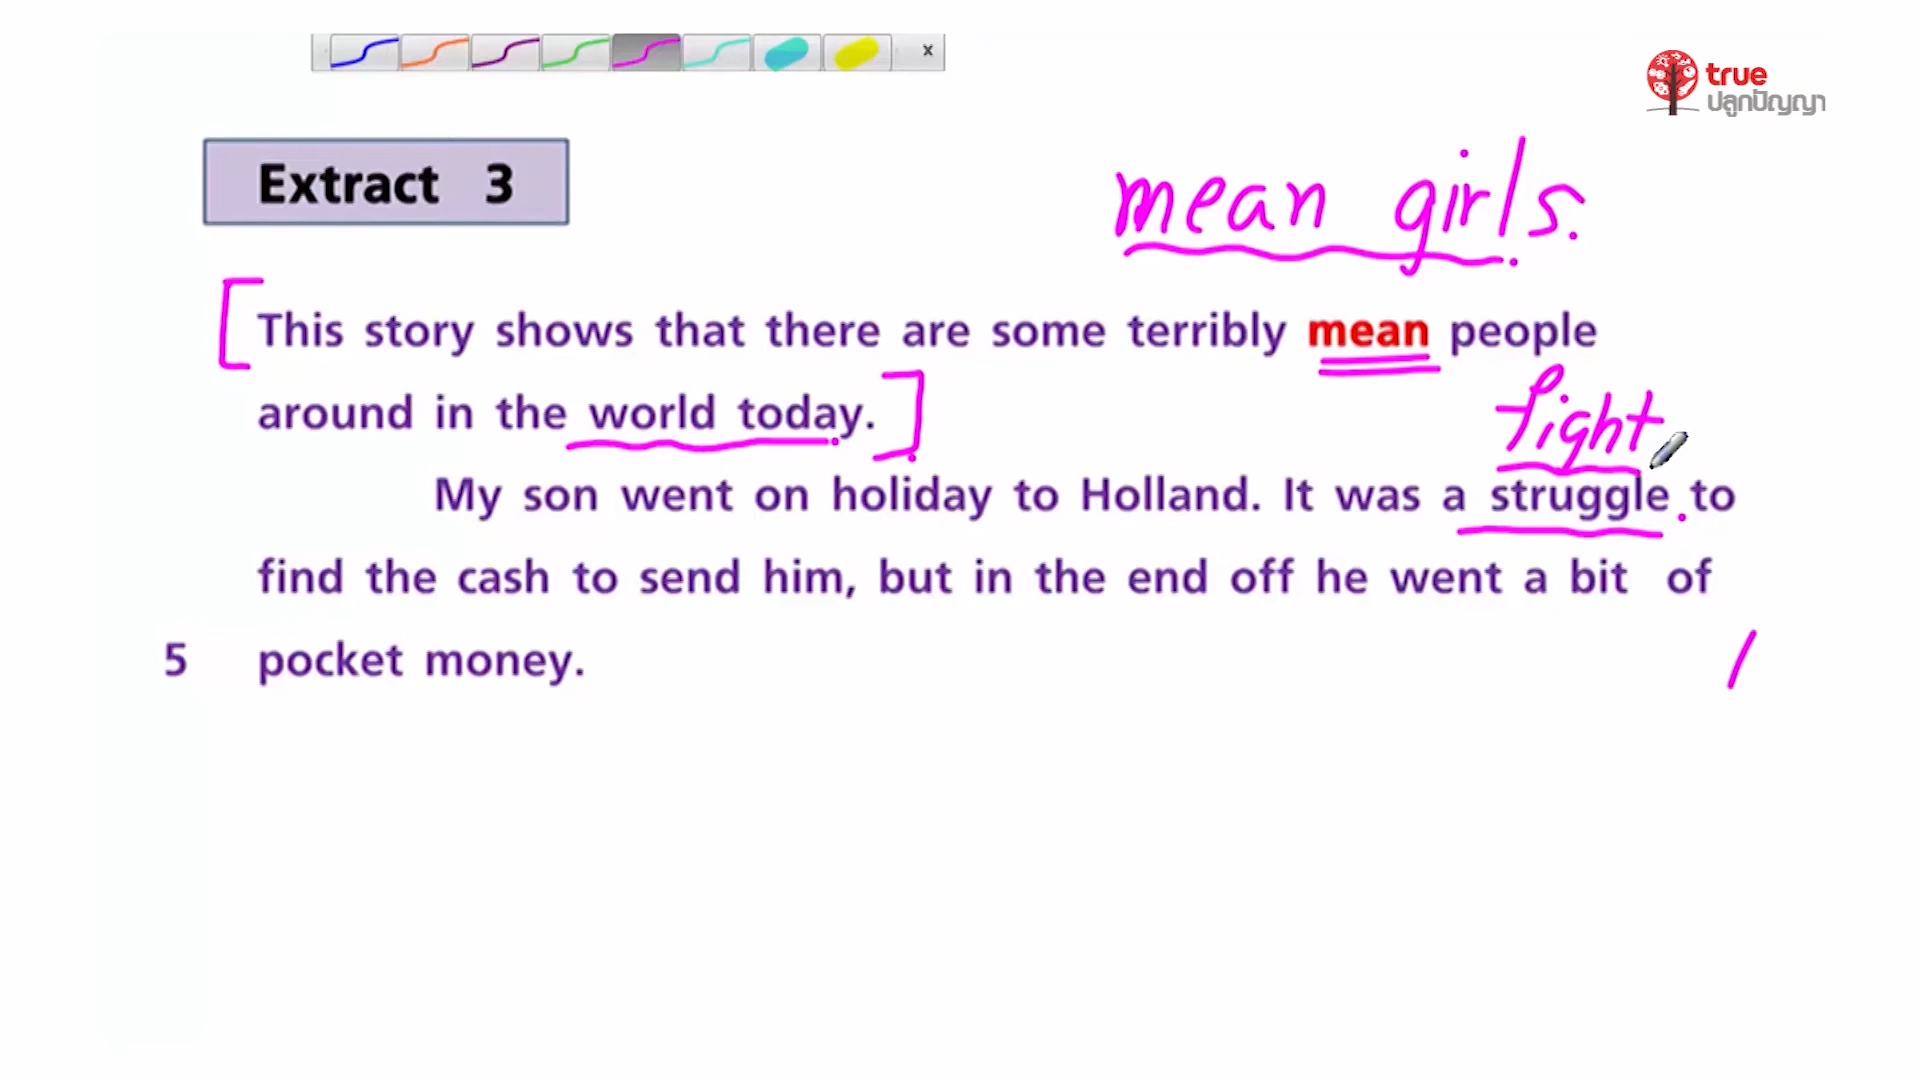 x
true
ปลูกปัญญา
Extract 3
mean girls.
This story shows that there are some terribly mean people
around in the world today.
fight
My son went on holiday to Holland. It was a struggle to
find the cash to send him, but in the end off he went a bit of
5 pocket money.